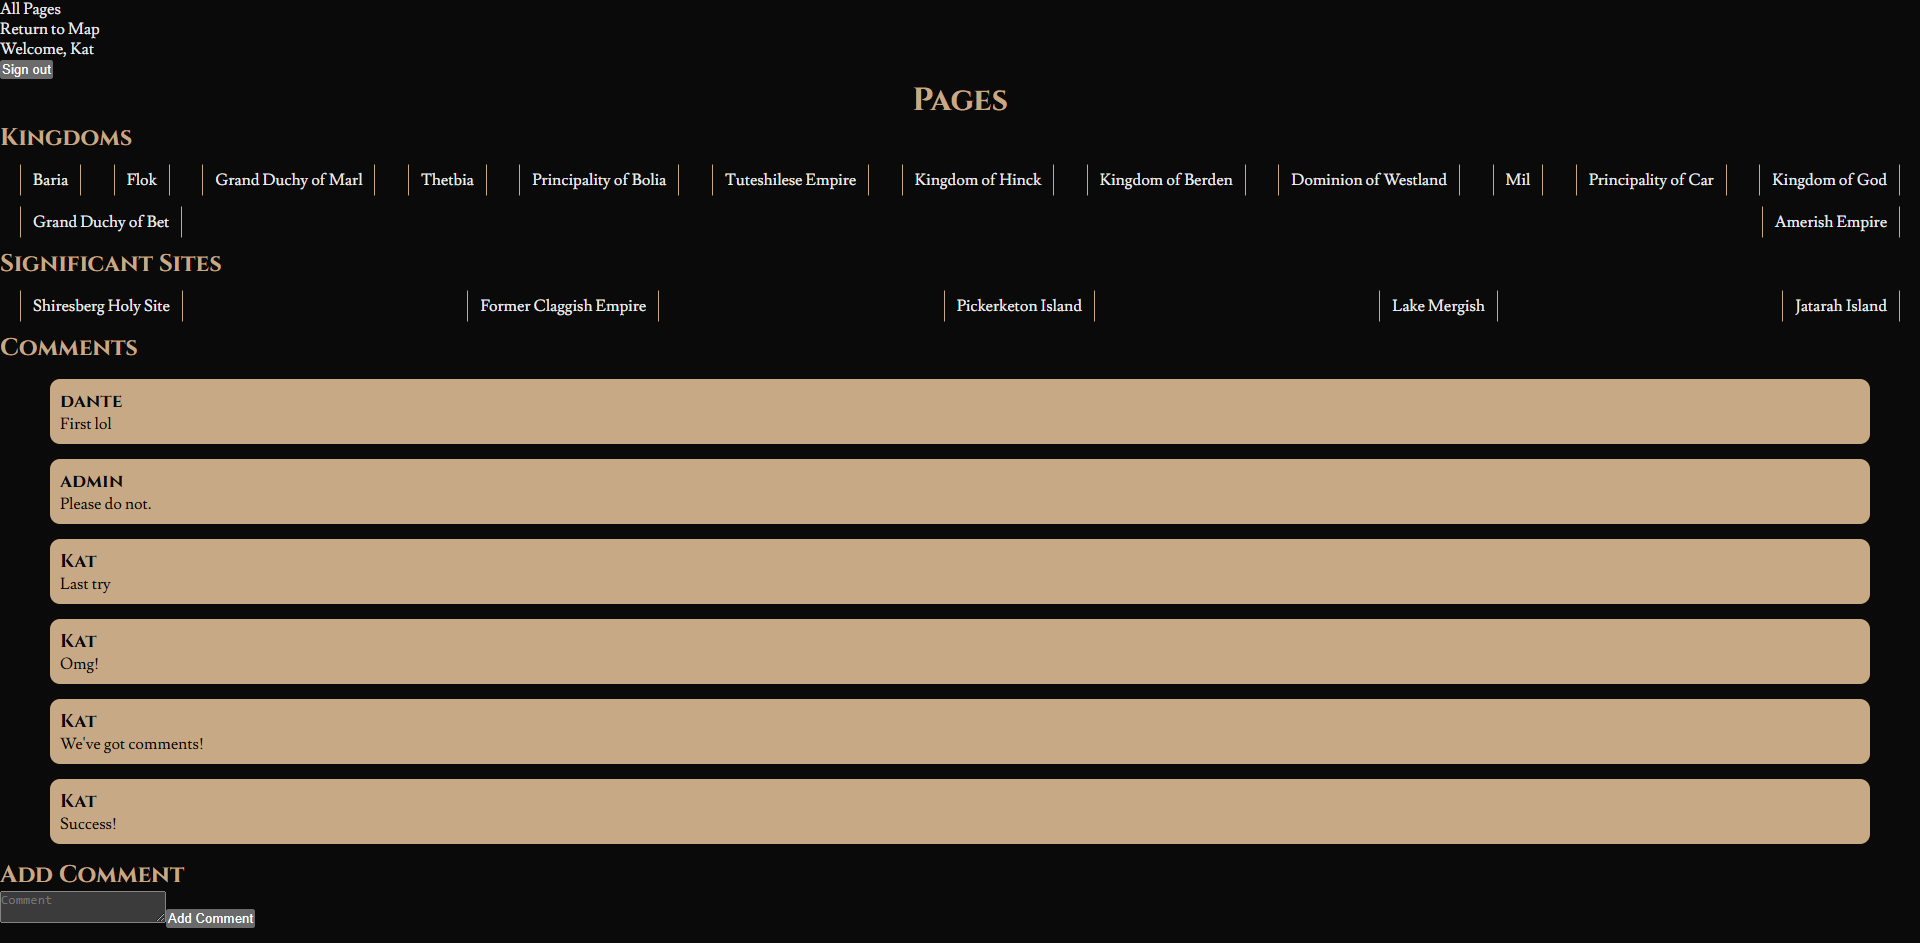 All Pages
Return to Map
Welcome, Kat
Sign out
Pages
Kingdoms
Baria Flok Grand Duchy of Marl Thetbia Principality of Bolia Tuteshilese Empire Kingdom of Hinck Kingdom of Berden Dominion of Westland Mil Principality of Car Kingdom of God
Grand Duchy of Bet Amerish Empire
Significant Sites
Shiresberg Holy Site Former Claggish Empire Pickerketon Island Lake Mergish Jatarah Island
Comments
dante
First lol
admin
Please do not.
Kat
Last try
Kat
Omg!
Kat
We've got comments!
Kat
Success!
Add Comment
Comment
Add Comment